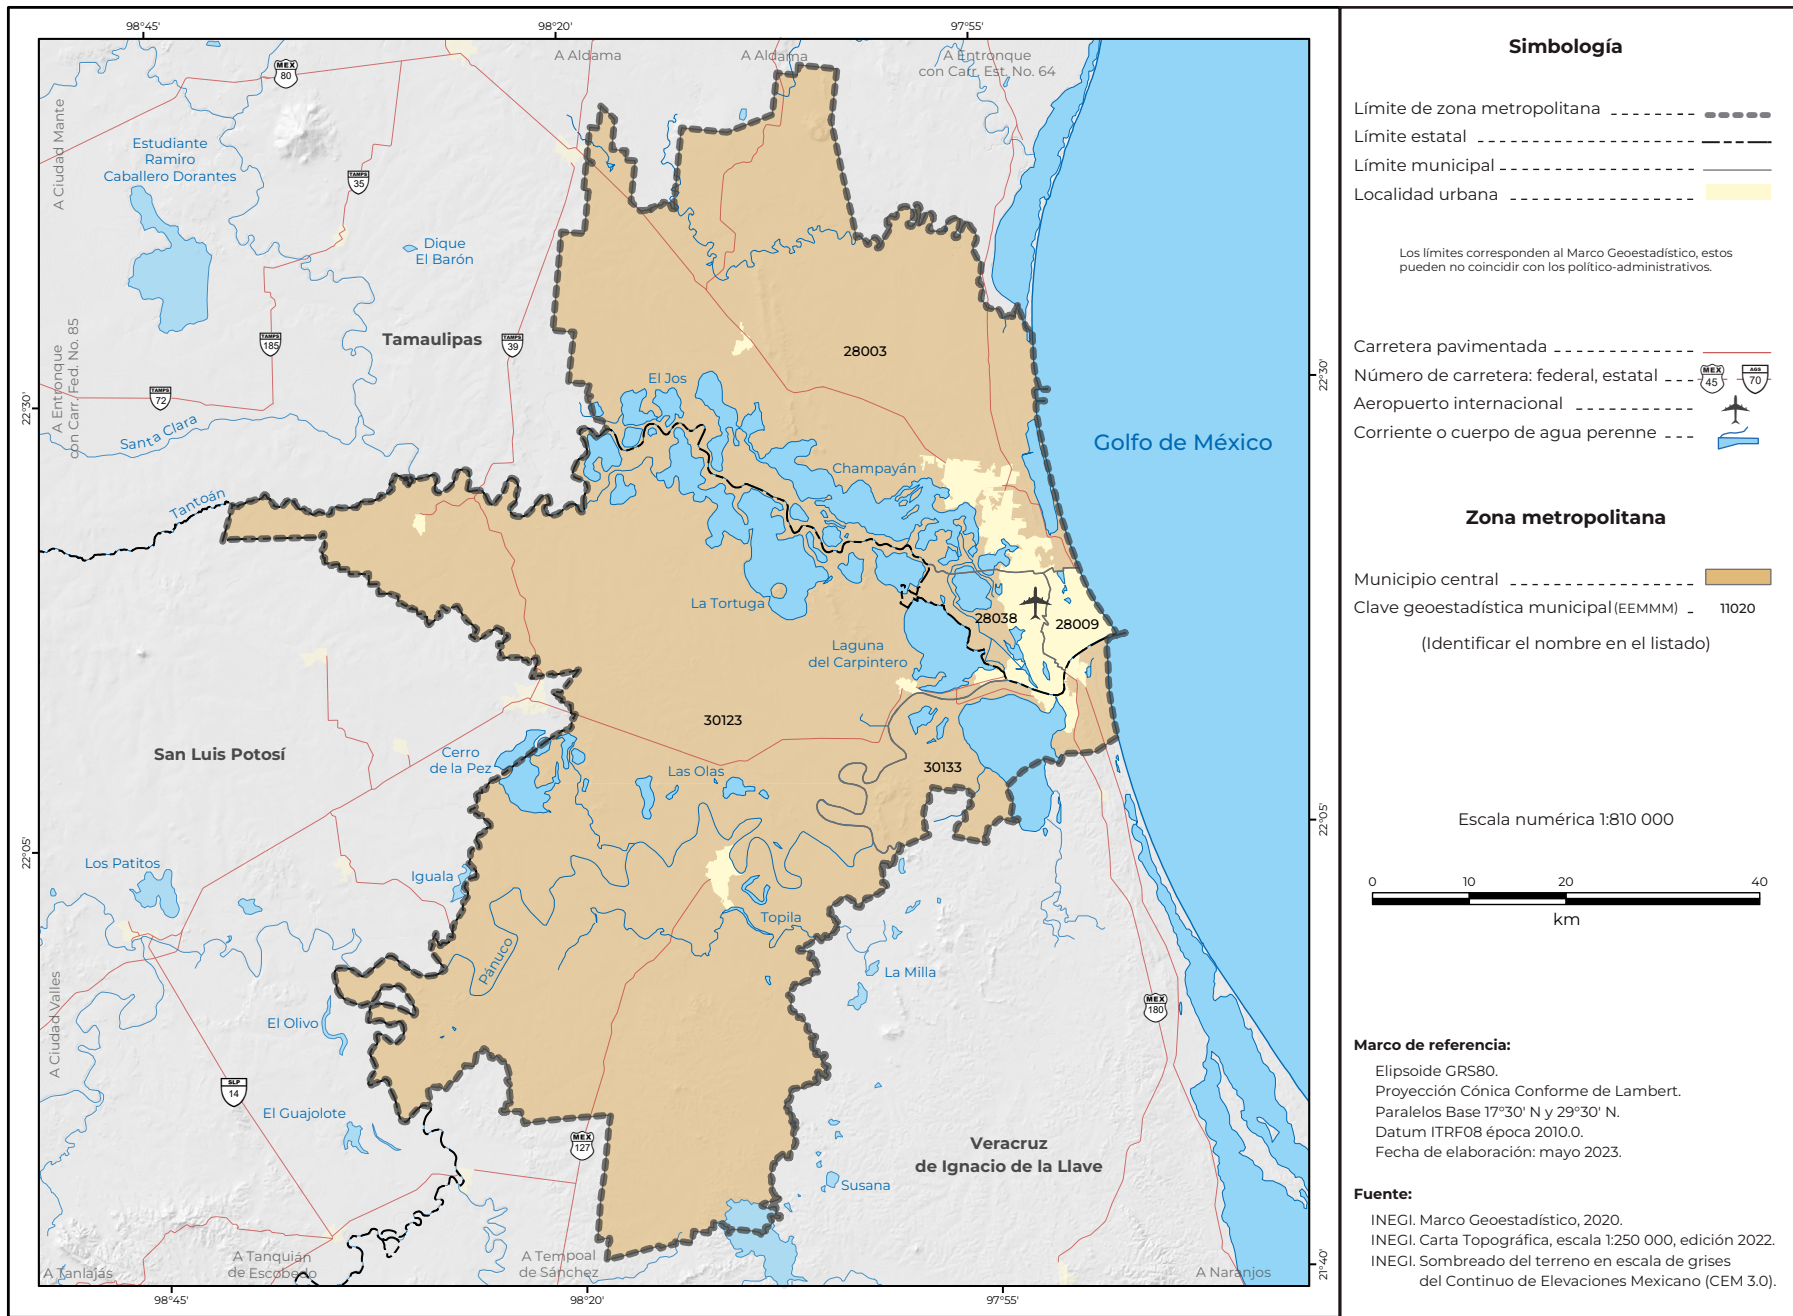 98°45'
98°20'
97°55'
A Aldama
A Aldama
A Entronque
con Carr. Est. No. 64
MEX
80
A Ciudad Mante
Estudiante
Ramiro
Caballero Dorantes
TAMPS
35
Dique
El Barón
Tamaulipas
TAMPS
185
TAMPS
39
TAMPS
72
A Entronque
con Carr. Fed. No. 85
22°30'
22°30'
28003
El Jos
Santa Clara
Golfo de México
Champayán
Tantoán
La Tortuga
28038
28009
Laguna
del Carpintero
30123
San Luis Potosí
Cerro
de la Pez
Las Olas
30133
22°05'
22°05'
Los Patitos
Iguala
Topila
Pánuco
La Milla
A Ciudad Valles
El Olivo
MEX
180
SLP
14
El Guajolote
MEX
127
Veracruz
de Ignacio de la Llave
Susana
A Tanlajás
A Tanquián
de Escobedo
A Tempoal
de Sánchez
A Naranjos
21°40'
98°45'
98°20'
97°55'
Simbología
Límite de zona metropolitana
Límite estatal
Límite municipal
Localidad urbana
Los límites corresponden al Marco Geoestadístico, estos
pueden no coincidir con los político-administrativos.
Carretera pavimentada
Número de carretera: federal, estatal
MEX
45
AGS
70
Aeropuerto internacional
Corriente o cuerpo de agua perenne
Zona metropolitana
Municipio central
Clave geoestadística municipal (EEMMM) 11020
(Identificar el nombre en el listado)
Escala numérica 1:810 000
0 10 20 40
km
Marco de referencia:
Elipsoide GRS80.
Proyección Cónica Conforme de Lambert.
Paralelos Base 17°30' N y 29°30' N.
Datum ITRF08 época 2010.0.
Fecha de elaboración: mayo 2023.
Fuente:
INEGI. Marco Geoestadístico, 2020.
INEGI. Carta Topográfica, escala 1:250 000, edición 2022.
INEGI. Sombreado del terreno en escala de grises
del Continuo de Elevaciones Mexicano (CEM 3.0).